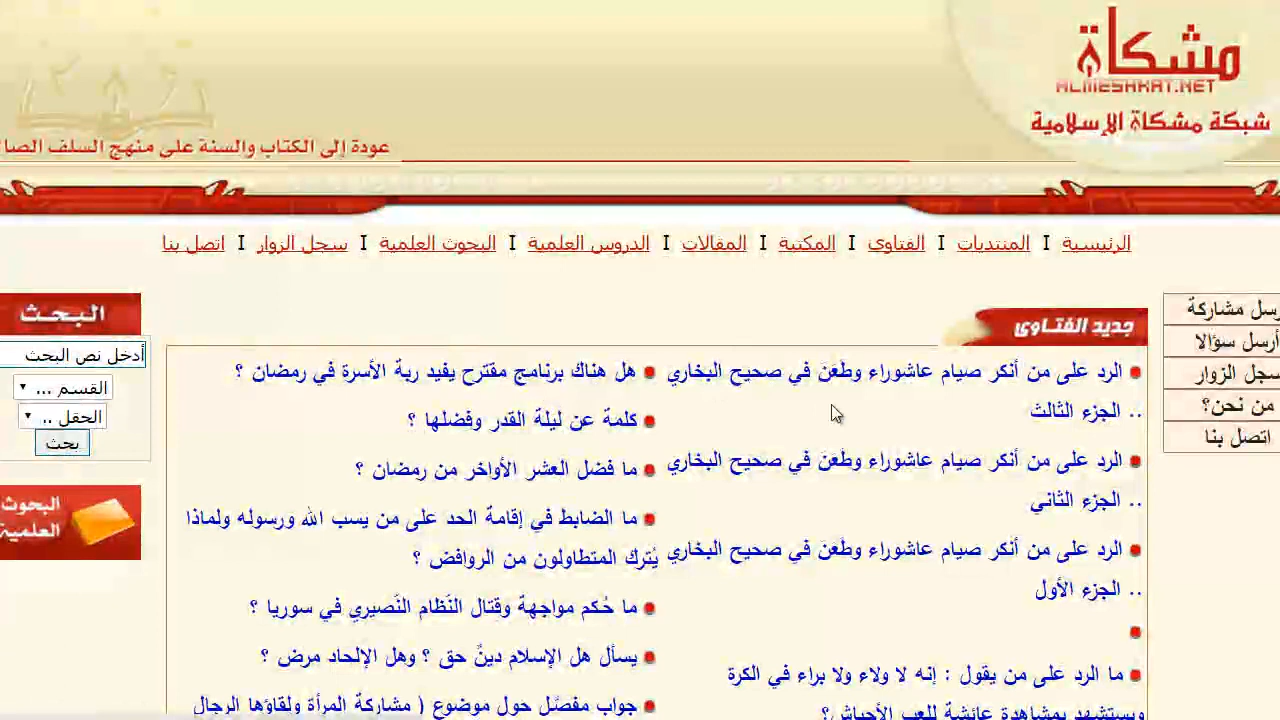 مشكاة
ALMESHKAT.NET
شبكة مشكاة الإسلامية
عودة إلى الكتاب والسنة على منهج السلف الصا
الرئيسية I المنتديات I الفتاوى I المكتبة I المقالات I الدروس العلمية I البحوث العلمية I سجل الزوار I اتصل بنا
رسل مشاركة
أرسل سؤالا
سجل الزوار
من نحن؟
اتصل بنا
جديد الفتاوى
الرد على من أنكر صيام عاشوراء وطَعَن في صحيح البخاري
.. الجزء الثالث
الرد على من أنكر صيام عاشوراء وطَعَن في صحيح البخاري
.. الجزء الثاني
الرد على من أنكر صيام عاشوراء وطَعَن في صحيح البخاري
.. الجزء الأول
ما الرد على من يقول : إنه لا ولاء ولا براء في الكرة
ويستشهد بمشاهدة عائشة للعب الأحباش؟
هل هناك برنامج مقترح يفيد ربة الأسرة في رمضان ؟
كلمة عن ليلة القدر وفضلها ؟
ما فضل العشر الأواخر من رمضان ؟
ما الضابط في إقامة الحد على من يسب الله ورسوله ولماذا
يُترك المتطاولون من الروافض ؟
ما حُكم مواجهة وقِتال النّظام النّصيري في سوريا ؟
يسأل هل الإسلام دينٌ حق ؟ وهل الإلحاد مرض ؟
جواب مفصَّل حول موضوع ( مشاركة المرأة ولقاؤها الرجال
البحث
أدخل نص البحث
القسم ...
الحقل ..
بحث
البحوث
العلمية